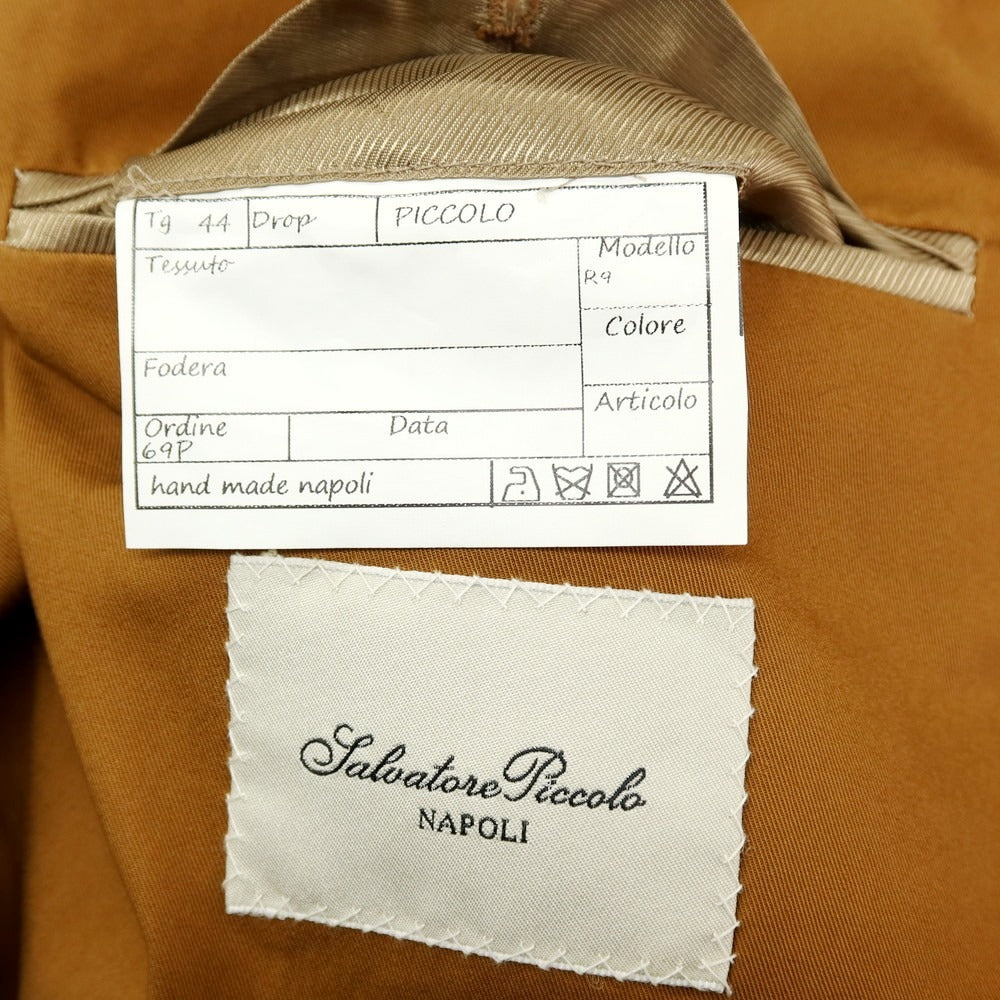 Tg 44 Drop PICCOLO
Tessuto
Modello
R9
Colore
Fodera
Articolo
Ordine
69P
Data
hand made napoli
Salvatore Piccolo
NAPOLI